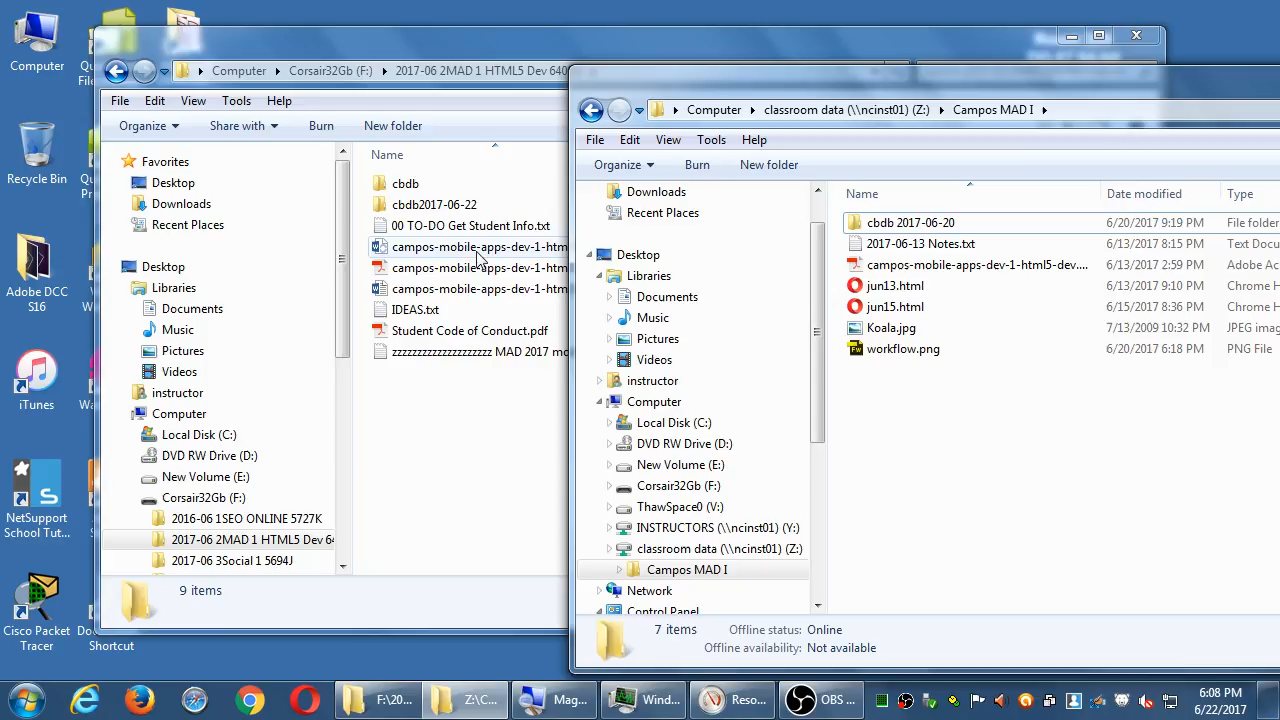 Computer
Recycle Bin
Adobe DCC
S16
iTunes
NetSupport
School Tut...
Cisco Packet
Tracer
Shortcut
Computer
Corsair32Gb (F:)
2017-06 2MAD 1 HTML5 Dev 640
File
Edit
View
Tools
Help
Organize
Share with
Burn
New folder
Favorites
Desktop
Downloads
Recent Places
Desktop
Libraries
Documents
Music
Pictures
Videos
instructor
Computer
Local Disk (C:)
DVD RW Drive (D:)
New Volume (E:)
Corsair32Gb (F:)
2016-06 1SEO ONLINE 5727K
2017-06 2MAD 1 HTML5 Dev 64
2017-06 3Social 1 5694J
Name
cbdb
cbdb2017-06-22
00 TO-DO Get Student Info.txt
campos-mobile-apps-dev-1-htm
campos-mobile-apps-dev-1-htm
campos-mobile-apps-dev-1-htm
IDEAS.txt
Student Code of Conduct.pdf
zzzzzzzzzzzzzzzzzzzz MAD 2017 mo
9 items
Computer
classroom data (\\ncinst01) (Z:)
Campos MAD I
File
Edit
View
Tools
Help
Organize
Burn
New folder
Downloads
Recent Places
Desktop
Libraries
Documents
Music
Pictures
Videos
instructor
Computer
Local Disk (C:)
DVD RW Drive (D:)
New Volume (E:)
Corsair32Gb (F:)
ThawSpace0 (V:)
INSTRUCTORS (\\ncinst01) (Y:)
classroom data (\\ncinst01) (Z:)
Campos MAD I
Network
Control Panel
Name Date modified Type
cbdb 2017-06-20 6/20/2017 9:19 PM File folder
2017-06-13 Notes.txt 6/13/2017 8:15 PM Text Docu
campos-mobile-apps-dev-1-html5-dev.... 6/13/2017 2:59 PM Adobe Ac
jun13.html 6/13/2017 9:10 PM Chrome H
jun15.html 6/15/2017 8:36 PM Chrome H
Koala.jpg 7/13/2009 10:32 PM JPEG imag
workflow.png 6/20/2017 6:18 PM PNG File
7 items
Offline status: Online
Offline availability: Not available
F:\20...
Z:\C...
Mag...
Wind...
Reso...
OBS ...
6:08 PM
6/22/2017